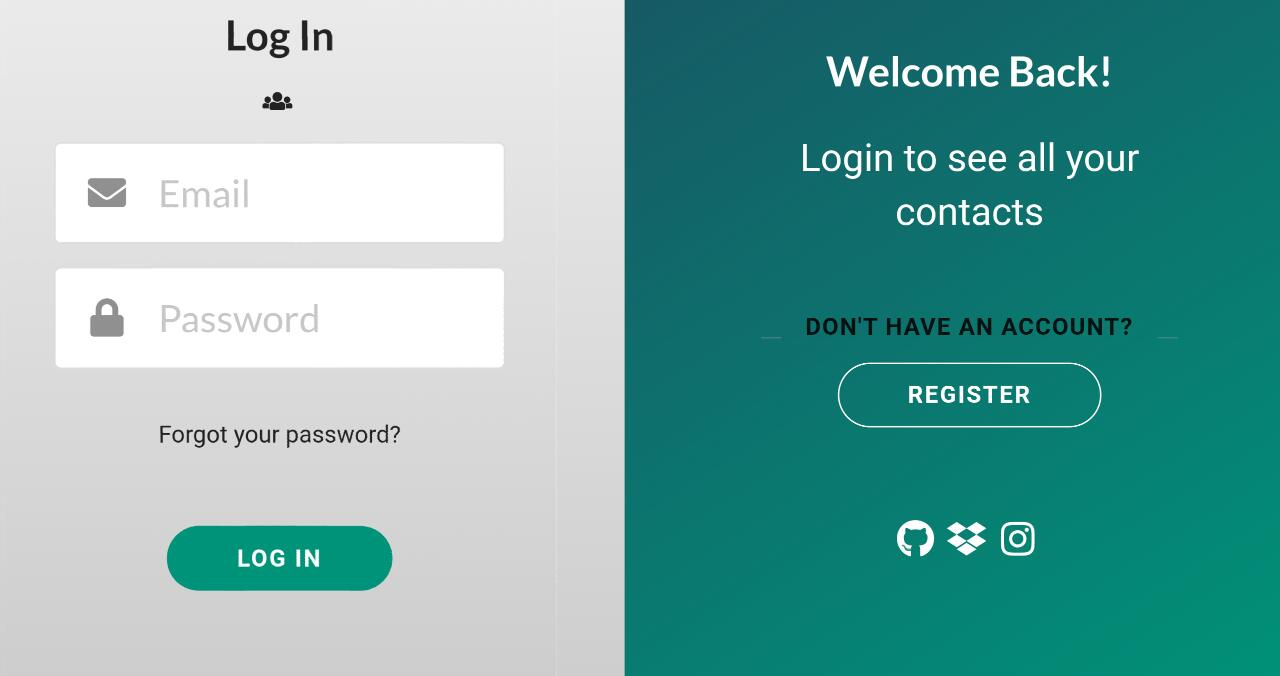 Log In
Email
Password
Forgot your password?
LOG IN
Welcome Back!
Login to see all your
contacts
DON'T HAVE AN ACCOUNT?
REGISTER